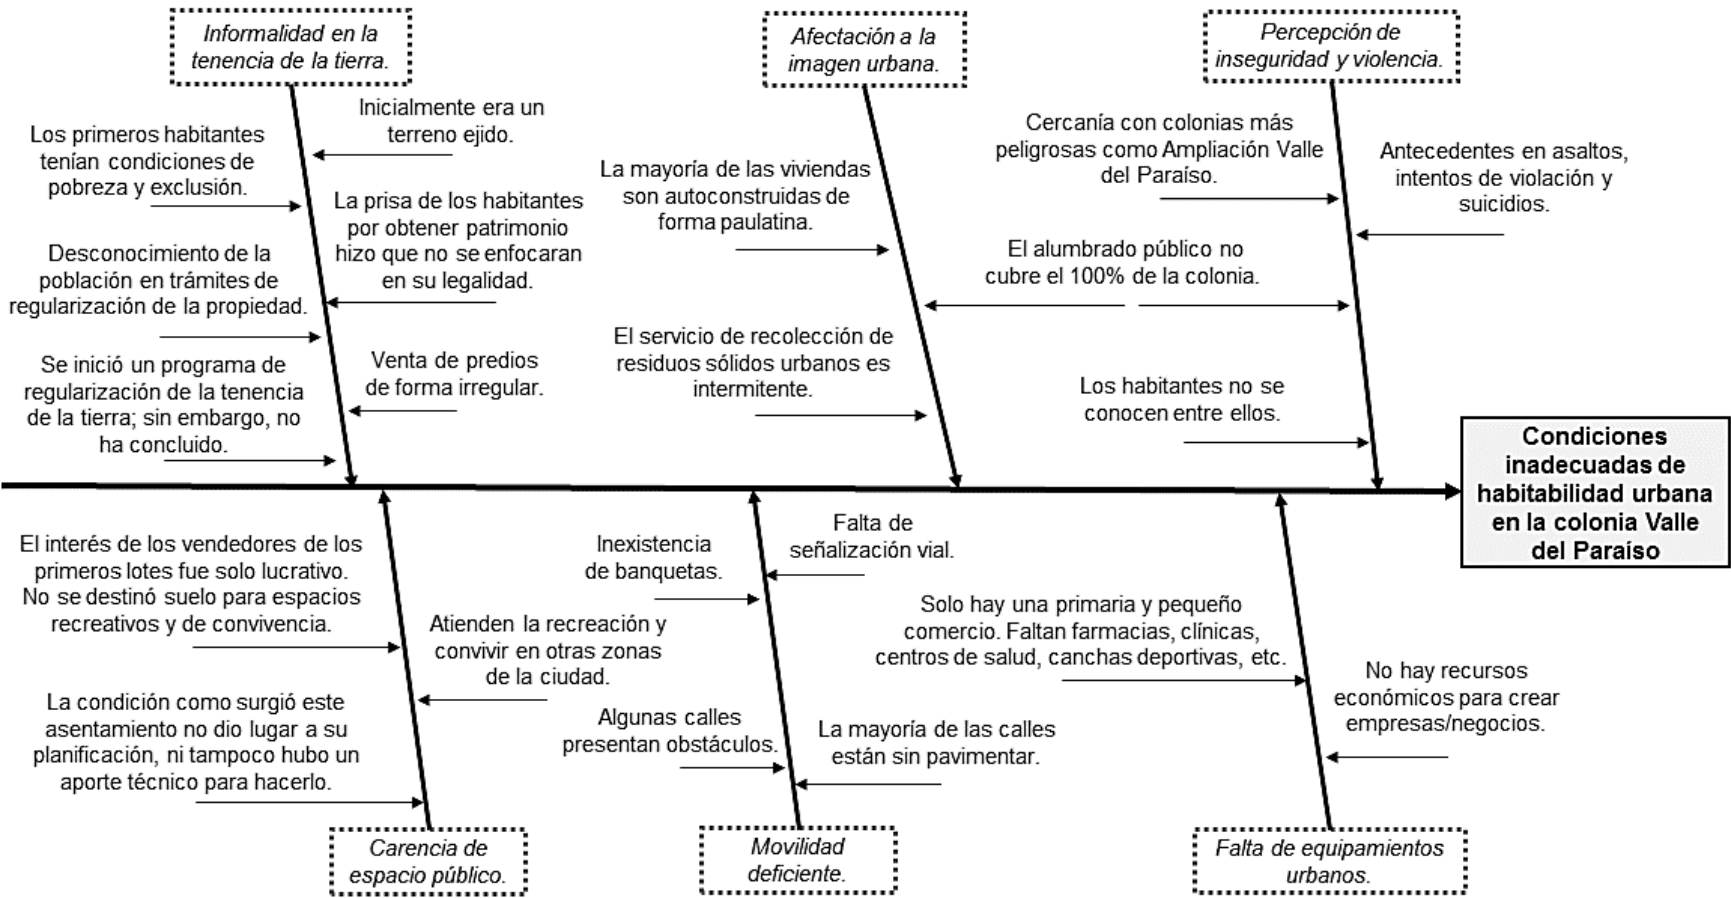 Informalidad en la
tenencia de la tierra.
Inicialmente era un
terreno ejido.
Los primeros habitantes
tenían condiciones de
pobreza y exclusión.
La prisa de los habitantes
por obtener patrimonio
hizo que no se enfocaran
en su legalidad.
Desconocimiento de la
población en trámites de
regularización de la propiedad.
Venta de predios
de forma irregular.
Se inició un programa de
regularización de la tenencia
de la tierra; sin embargo, no
ha concluido.
Afectación a la
imagen urbana.
La mayoría de las viviendas
son autoconstruidas de
forma paulatina.
El alumbrado público no
cubre el 100% de la colonia.
El servicio de recolección de
residuos sólidos urbanos es
intermitente.
Percepción de
inseguridad y violencia.
Cercanía con colonias más
peligrosas como Ampliación Valle
del Paraíso.
Antecedentes en asaltos,
intentos de violación y
suicidios.
Los habitantes no se
conocen entre ellos.
Condiciones
inadecuadas de
habitabilidad urbana
en la colonia Valle
del Paraíso
El interés de los vendedores de los
primeros lotes fue solo lucrativo.
No se destinó suelo para espacios
recreativos y de convivencia.
Atienden la recreación y
convivir en otras zonas
de la ciudad.
La condición como surgió este
asentamiento no dio lugar a su
planificación, ni tampoco hubo un
aporte técnico para hacerlo.
Carencia de
espacio público.
Falta de
señalización vial.
Inexistencia
de banquetas.
Algunas calles
presentan obstáculos.
La mayoría de las calles
están sin pavimentar.
Movilidad
deficiente.
Solo hay una primaria y pequeño
comercio. Faltan farmacias, clínicas,
centros de salud, canchas deportivas, etc.
No hay recursos
económicos para crear
empresas/negocios.
Falta de equipamientos
urbanos.